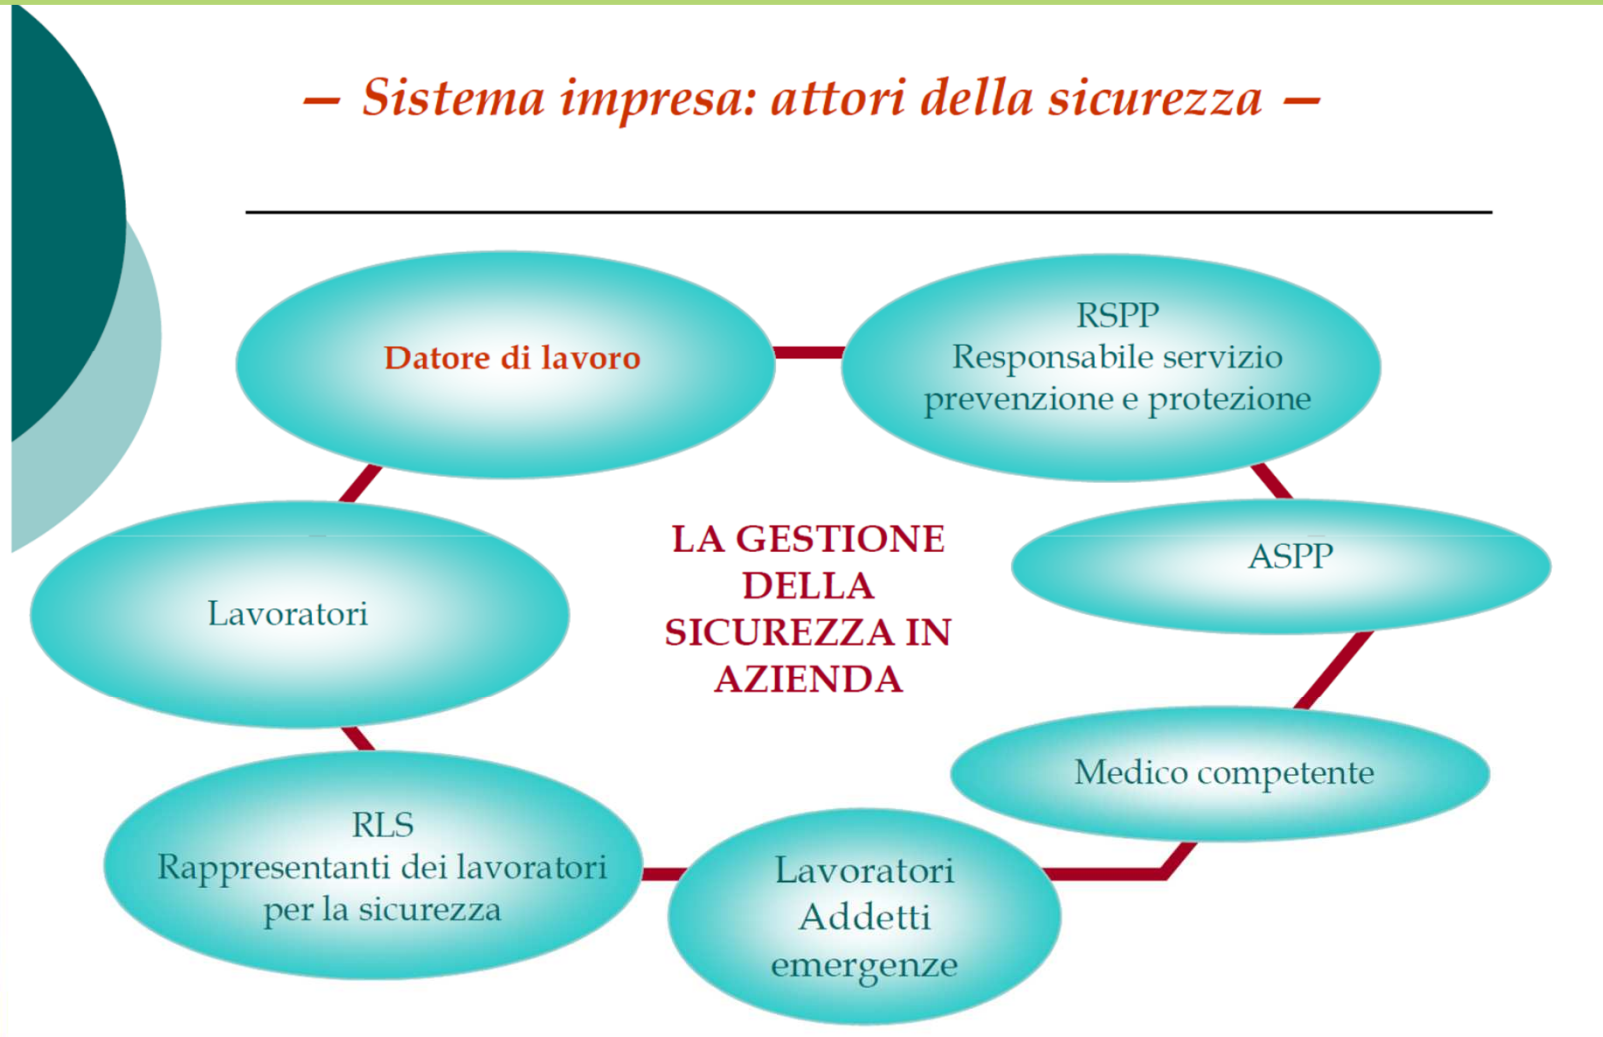 — Sistema impresa: attori della sicurezza —
Datore di lavoro
RSPP
Responsabile servizio
prevenzione e protezione
ASPP
Medico competente
Lavoratori
Addetti
emergenze
RLS
Rappresentanti dei lavoratori
per la sicurezza
Lavoratori
LA GESTIONE
DELLA
SICUREZZA IN
AZIENDA